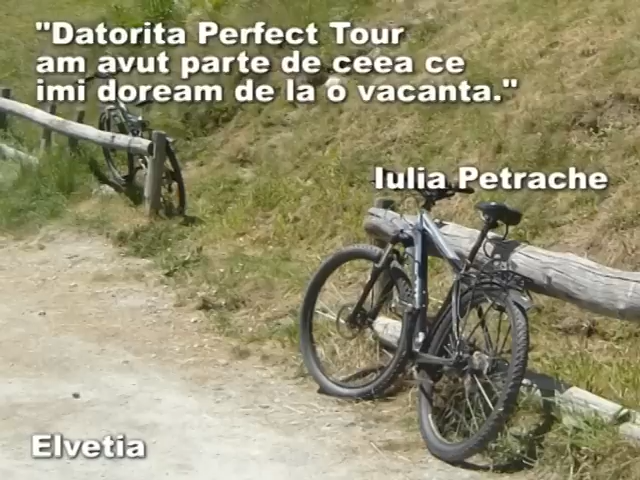 "Datorita Perfect Tour
am avut parte de ceea ce
imi doream de la o vacanta."
Iulia Petrache
Elvetia